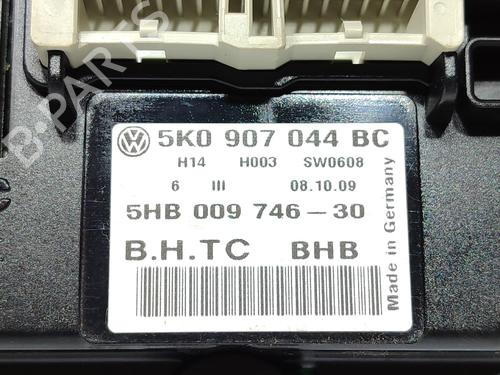 5K0 907 044 BC
H14 H003 SW0608
6 III 08.10.09
5HB 009 746-30
B.H.TC BHB
Made in Germany
B-PARTS